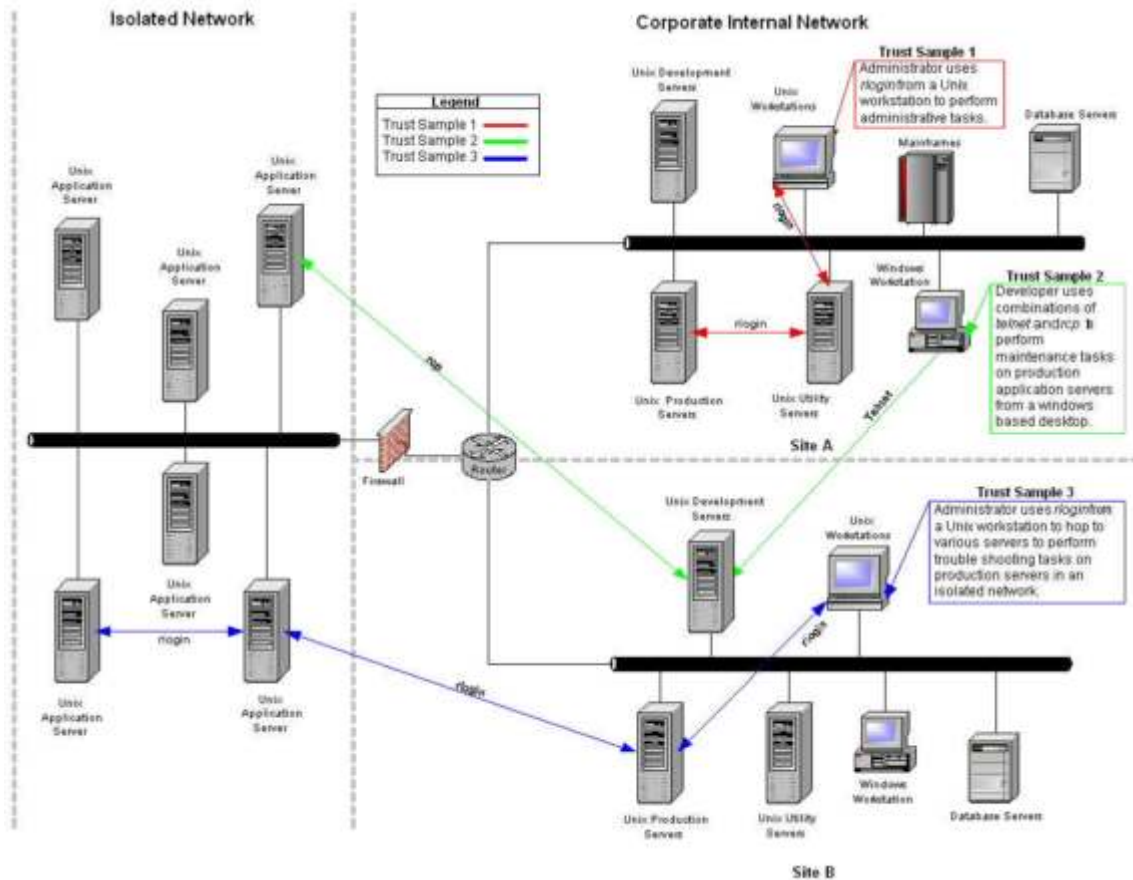 Isolated Network
Corporate Internal Network
Legend
Trust Sample 1
Trust Sample 2
Trust Sample 3
Unix
Application
Server
Unix
Application
Server
Unix
Application
Server
Unix
Application
Server
Unix
Application
Server
Unix
Application
Server
rlogin
Firewall
Router
rcp
rlogin
Unix Development
Servers
Unix
Workstations
Trust Sample 1
Administrator uses
rlogin from a Unix
workstation to perform
administrative tasks.
Mainframes
Database Servers
rlogin
rlogin
Unix Production
Servers
Unix Utility
Servers
Windows
Workstation
Trust Sample 2
Developer uses
combinations of
telnet and rcp to
perform
maintenance tasks
on production
application servers
from a windows
based desktop.
Telnet
Site A
Unix Development
Servers
Unix
Workstations
Trust Sample 3
Administrator uses rlogin from
a Unix workstation to hop to
various servers to perform
trouble shooting tasks on
production servers in an
isolated network.
rlogin
Unix Production
Servers
Unix Utility
Servers
Windows
Workstation
Database Servers
Site B